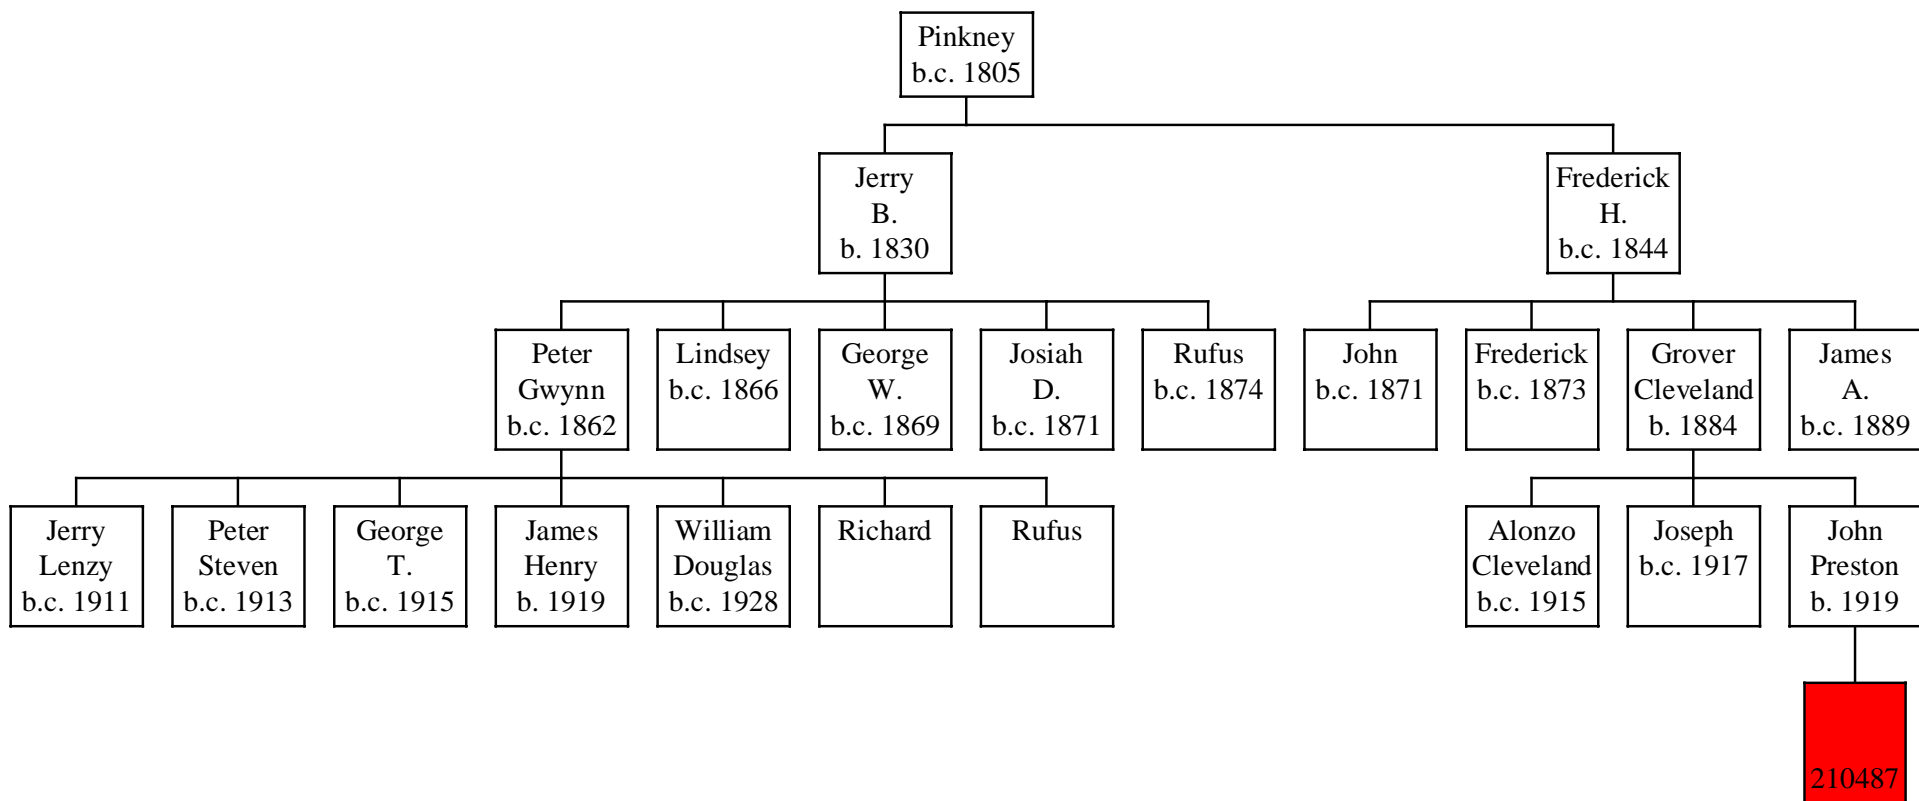 Pinkney
b.c. 1805
Jerry
B.
b. 1830
Frederick
H.
b.c. 1844
Peter
Gwynn
b.c. 1862
Lindsey
b.c. 1866
George
W.
b.c. 1869
Josiah
D.
b.c. 1871
Rufus
b.c. 1874
John
b.c. 1871
Frederick
b.c. 1873
Grover
Cleveland
b. 1884
James
A.
b.c. 1889
Jerry
Lenzy
b.c. 1911
Peter
Steven
b.c. 1913
George
T.
b.c. 1915
James
Henry
b. 1919
William
Douglas
b.c. 1928
Richard
Rufus
Alonzo
Cleveland
b.c. 1915
Joseph
b.c. 1917
John
Preston
b. 1919
210487